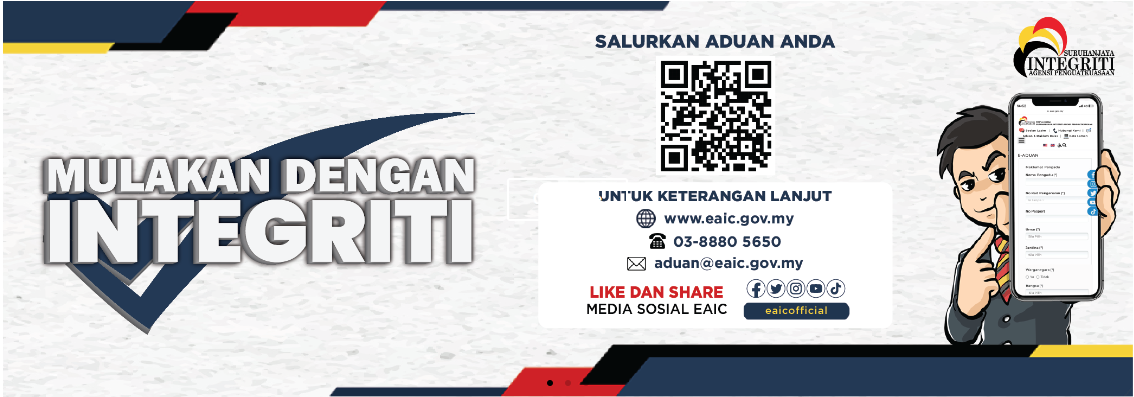 MULAKAN DENGAN
INTEGRITI
SALURKAN ADUAN ANDA
UNTUK KETERANGAN LANJUT
www.eaic.gov.my
03-8880 5650
aduan@eaic.gov.my
LIKE DAN SHARE
MEDIA SOSIAL EAIC
eaicofficial
SURUHANJAYA
INTEGRITI
AGENSI PENGUATKUASAAN
E-ADUAN